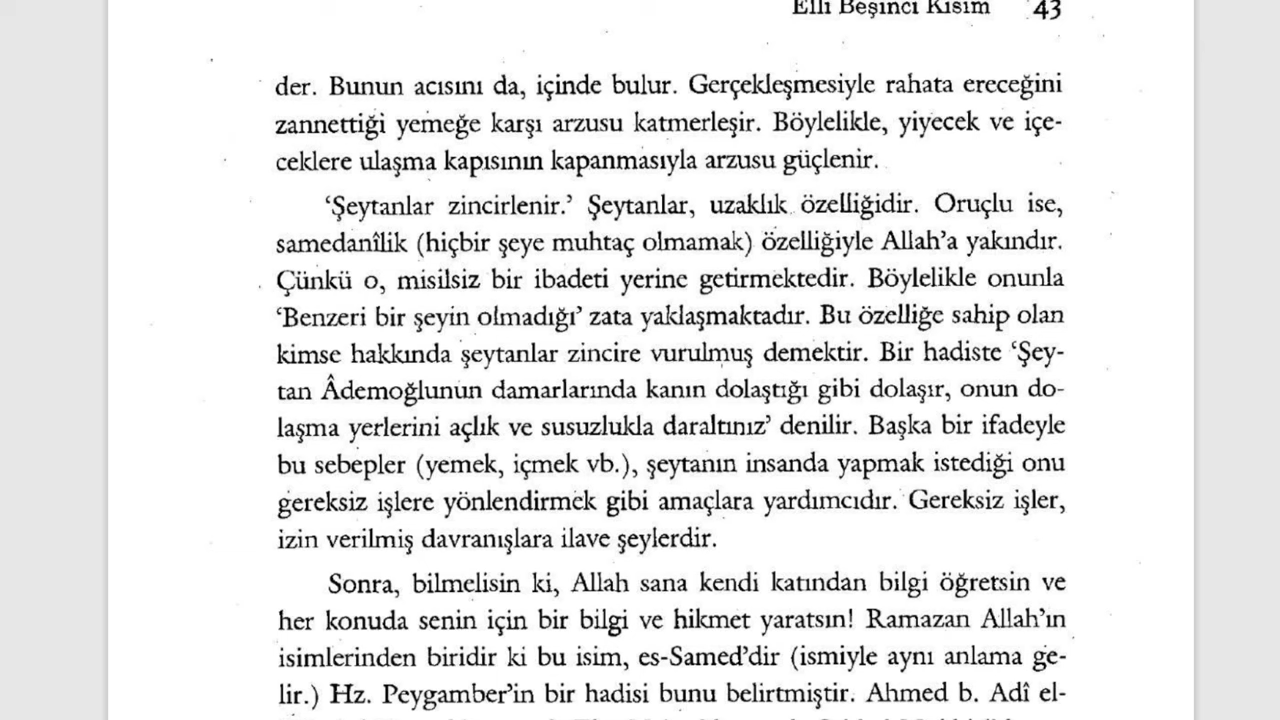 Elli Beşinci Kısım 43
der. Bunun acısını da, içinde bulur. Gerçekleşmesiyle rahata ereceğini
zannettiği yemeğe karşı arzusu katmerleşir. Böylelikle, yiyecek ve içe-
ceklere ulaşma kapısının kapanmasıyla arzusu güçlenir.
‘Şeytanlar zincirlenir.’ Şeytanlar, uzaklık özelliğidir. Oruçlu ise,
samedanîlik (hiçbir şeye muhtaç olmamak) özelliğiyle Allah’a yakındır.
Çünkü o, misilsiz bir ibadeti yerine getirmektedir. Böylelikle onunla
‘Benzeri bir şeyin olmadığı’ zata yaklaşmaktadır. Bu özelliğe sahip olan
kimse hakkında şeytanlar zincire vurulmuş demektir. Bir hadiste ‘Şey-
tan Âdemoğlunun damarlarında kanın dolaştığı gibi dolaşır, onun do-
laşma yerlerini açlık ve susuzlukla daraltınız’ denilir. Başka bir ifadeyle
bu sebepler (yemek, içmek vb.), şeytanın insanda yapmak istediği onu
gereksiz işlere yönlendirmek gibi amaçlara yardımcıdır. Gereksiz işler,
izin verilmiş davranışlara ilave şeylerdir.
Sonra, bilmelisin ki, Allah sana kendi katından bilgi öğretsin ve
her konuda senin için bir bilgi ve hikmet yaratsın! Ramazan Allah’ın
isimlerinden biridir ki bu isim, es-Samed’dir (ismiyle aynı anlama ge-
lir.) Hz. Peygamber’in bir hadisi bunu belirtmiştir. Ahmed b. Adî el-